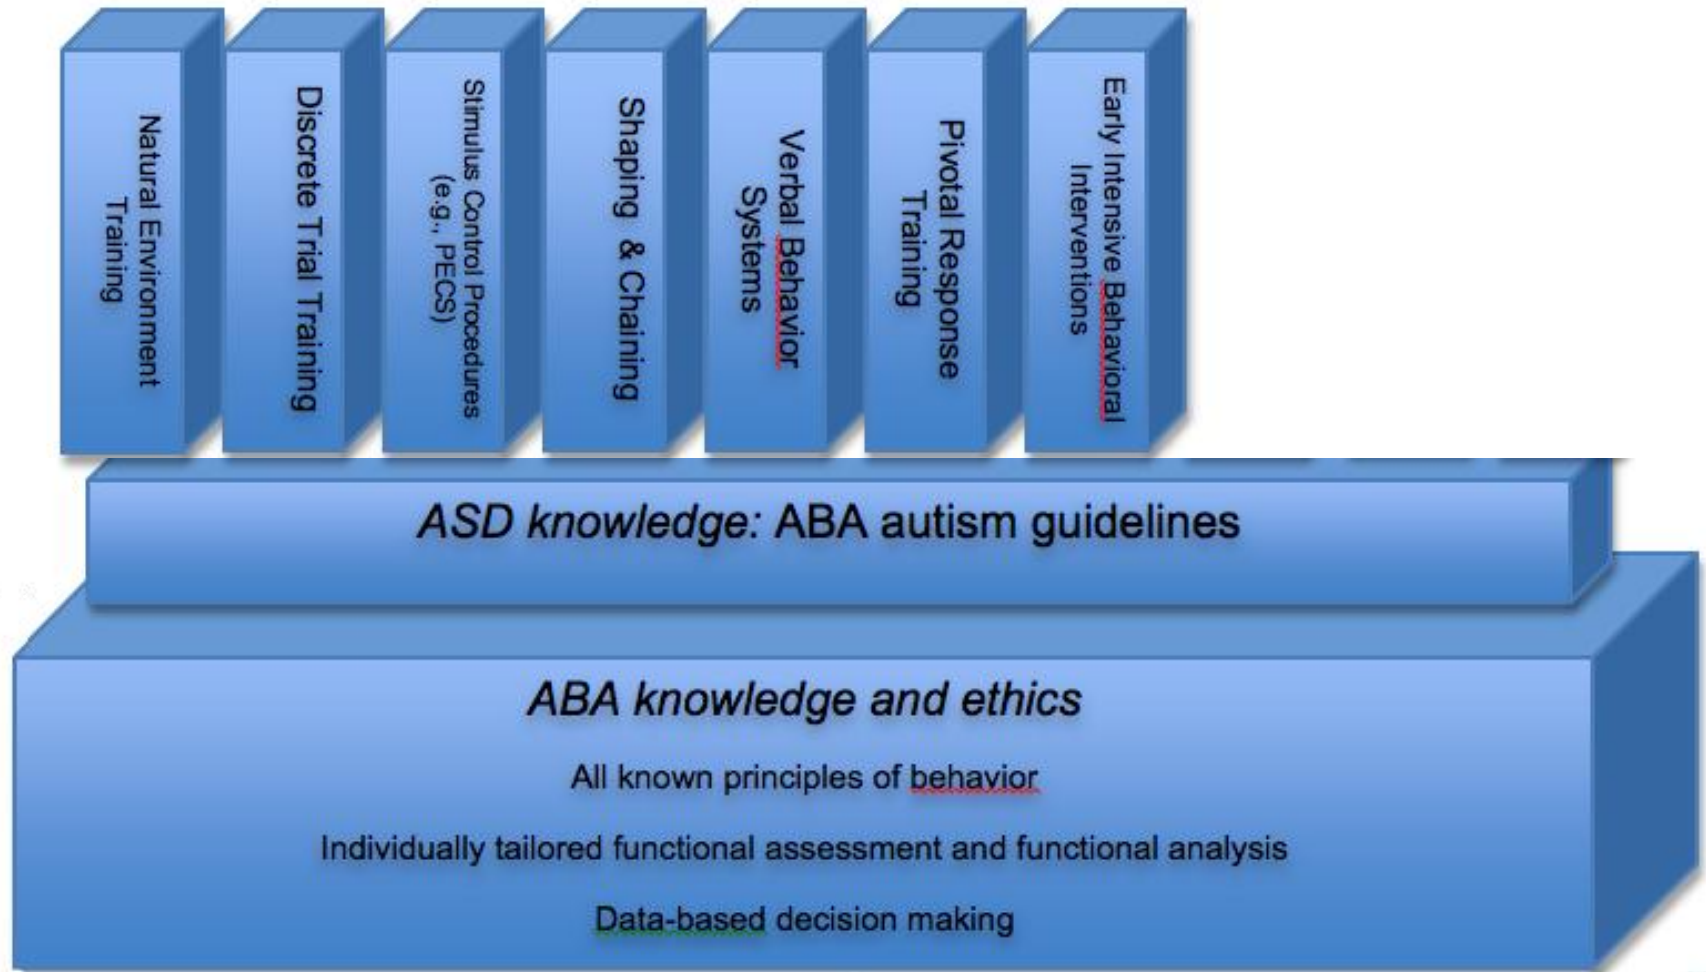 Natural Environment
Training
Discrete Trial Training
Stimulus Control Procedures
(e.g., PECS)
Shaping & Chaining
Verbal Behavior
Systems
Pivotal Response
Training
Early Intensive Behavioral
Interventions
ASD knowledge: ABA autism guidelines
ABA knowledge and ethics
All known principles of behavior
Individually tailored functional assessment and functional analysis
Data-based decision making